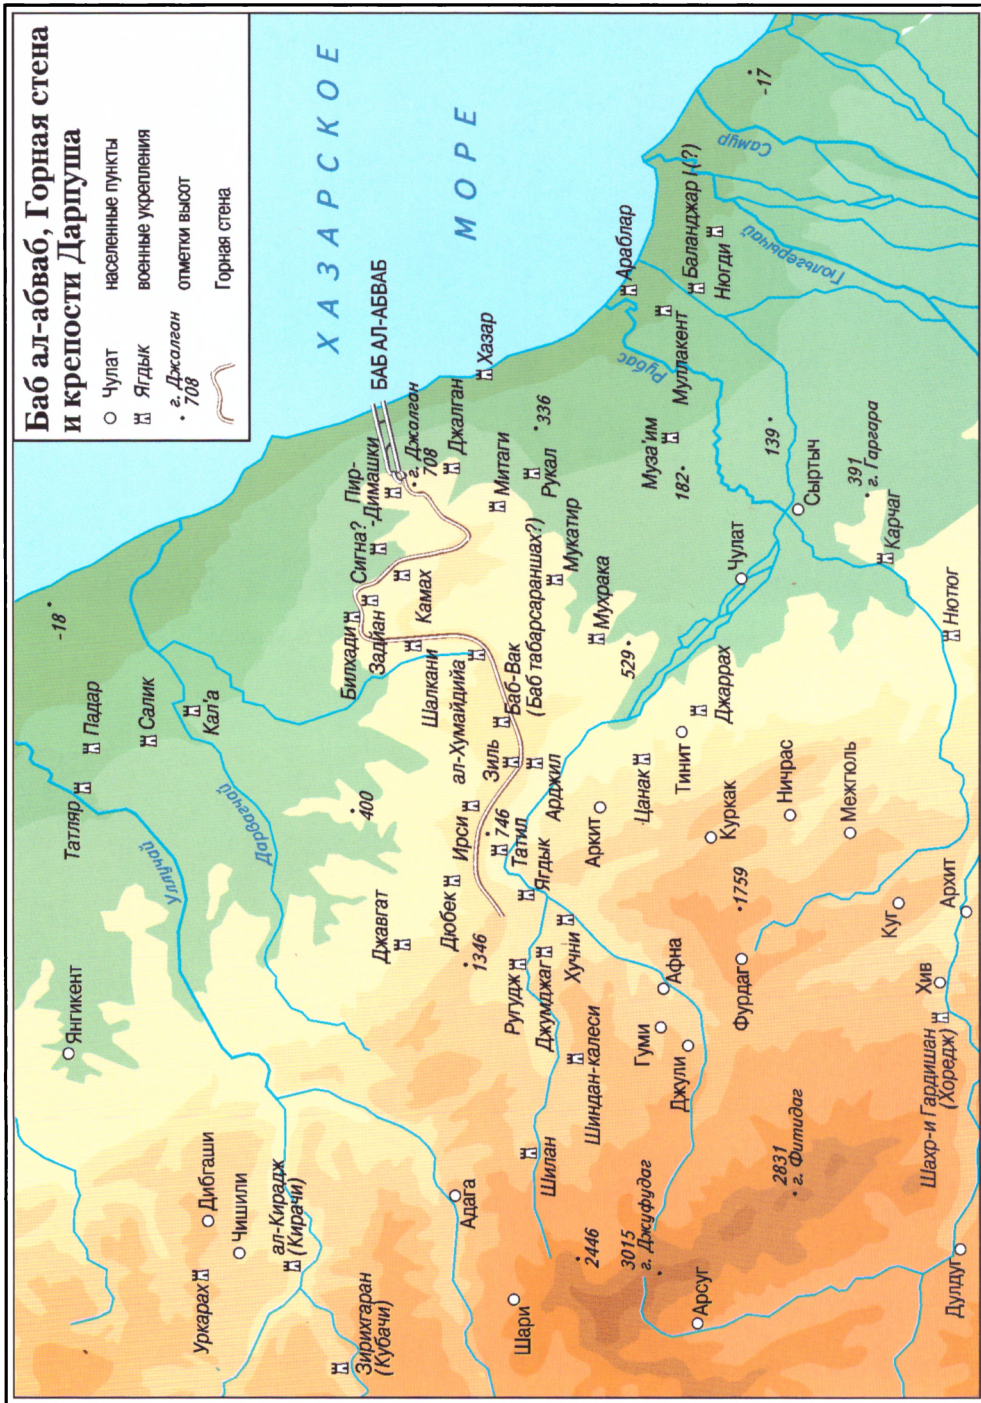 Баб ал-абваб, Горная стена
и крепости Дарпуша
Чулат
населенные пункты
Ягдык
военные укрепления
г. Джалган
708
отметки высот
Горная стена
ХАЗАРСКОЕ
МОРЕ
-18
-17
Падар
Татляр
Салик
Кал'а
Уллучай
Дарвагчай
Янгикент
400
Джавгат
Билхади
Задйан
Сигна?
Пир-
-Димашки
БАБ АЛ-АБВАБ
г. Джалган
708
Джалган
Хазар
Камах
Шалкани
ал-Хумайдийа
Митаги
Рукал
336
Мукатир
Баб-Вак
(Баб табарсараншах?)
Зиль
Арджил
Ирси
746
Татил
Дюбек
1346
Ягдык
Мухрака
529
Муза'им
182
Рубас
Араблар
Муллакент
Баланджар I-(?)
Нюгди
Самур
Гюльгерычай
139
Сыртыч
Чулат
391
г. Гаргара
Карчаг
Нютюг
Джаррах
Тинит
Цанак
Аркит
Куркак
Ничрас
Межгюль
1759
Ругудж
Джумджаг
Хучни
Шиндан-калеси
Афна
Гуми
Джули
Фурдаг
Куг
Архит
Хив
Шахр-и Гардишан
(Хоредж)
Дибгаши
Чишили
Уркарах
ал-Кирадж
(Кирачи)
Зирихгаран
(Кубачи)
Адага
Шилан
Шари
2446
3015
г. Джуфудаг
2831
г. Фитидаг
Арсуг
Дулдуг